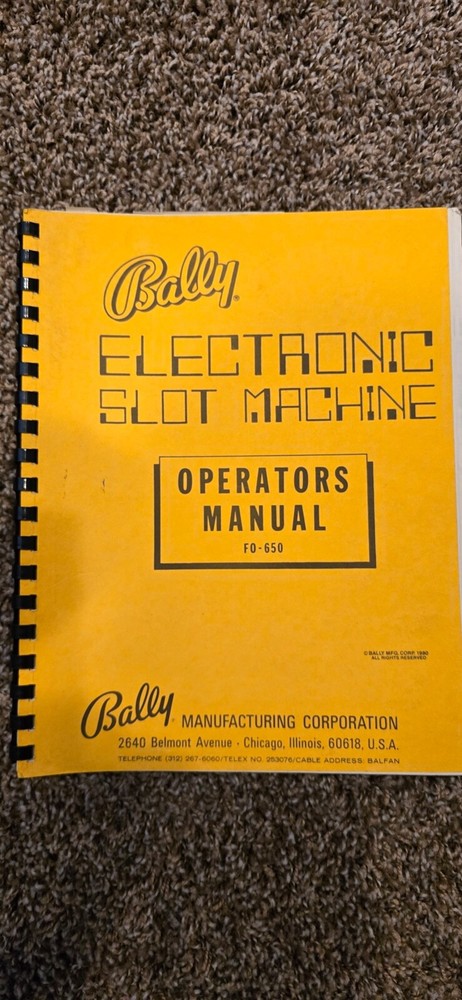 Bally®
ELECTRONIC
SLOT MACHINE
OPERATORS
MANUAL
FO-650
© BALLY MFG. CORP. 1980
ALL RIGHTS RESERVED
Bally® MANUFACTURING CORPORATION
2640 Belmont Avenue • Chicago, Illinois, 60618, U.S.A.
TELEPHONE (312) 267-6060/TELEX NO. 253076/CABLE ADDRESS: BALFAN